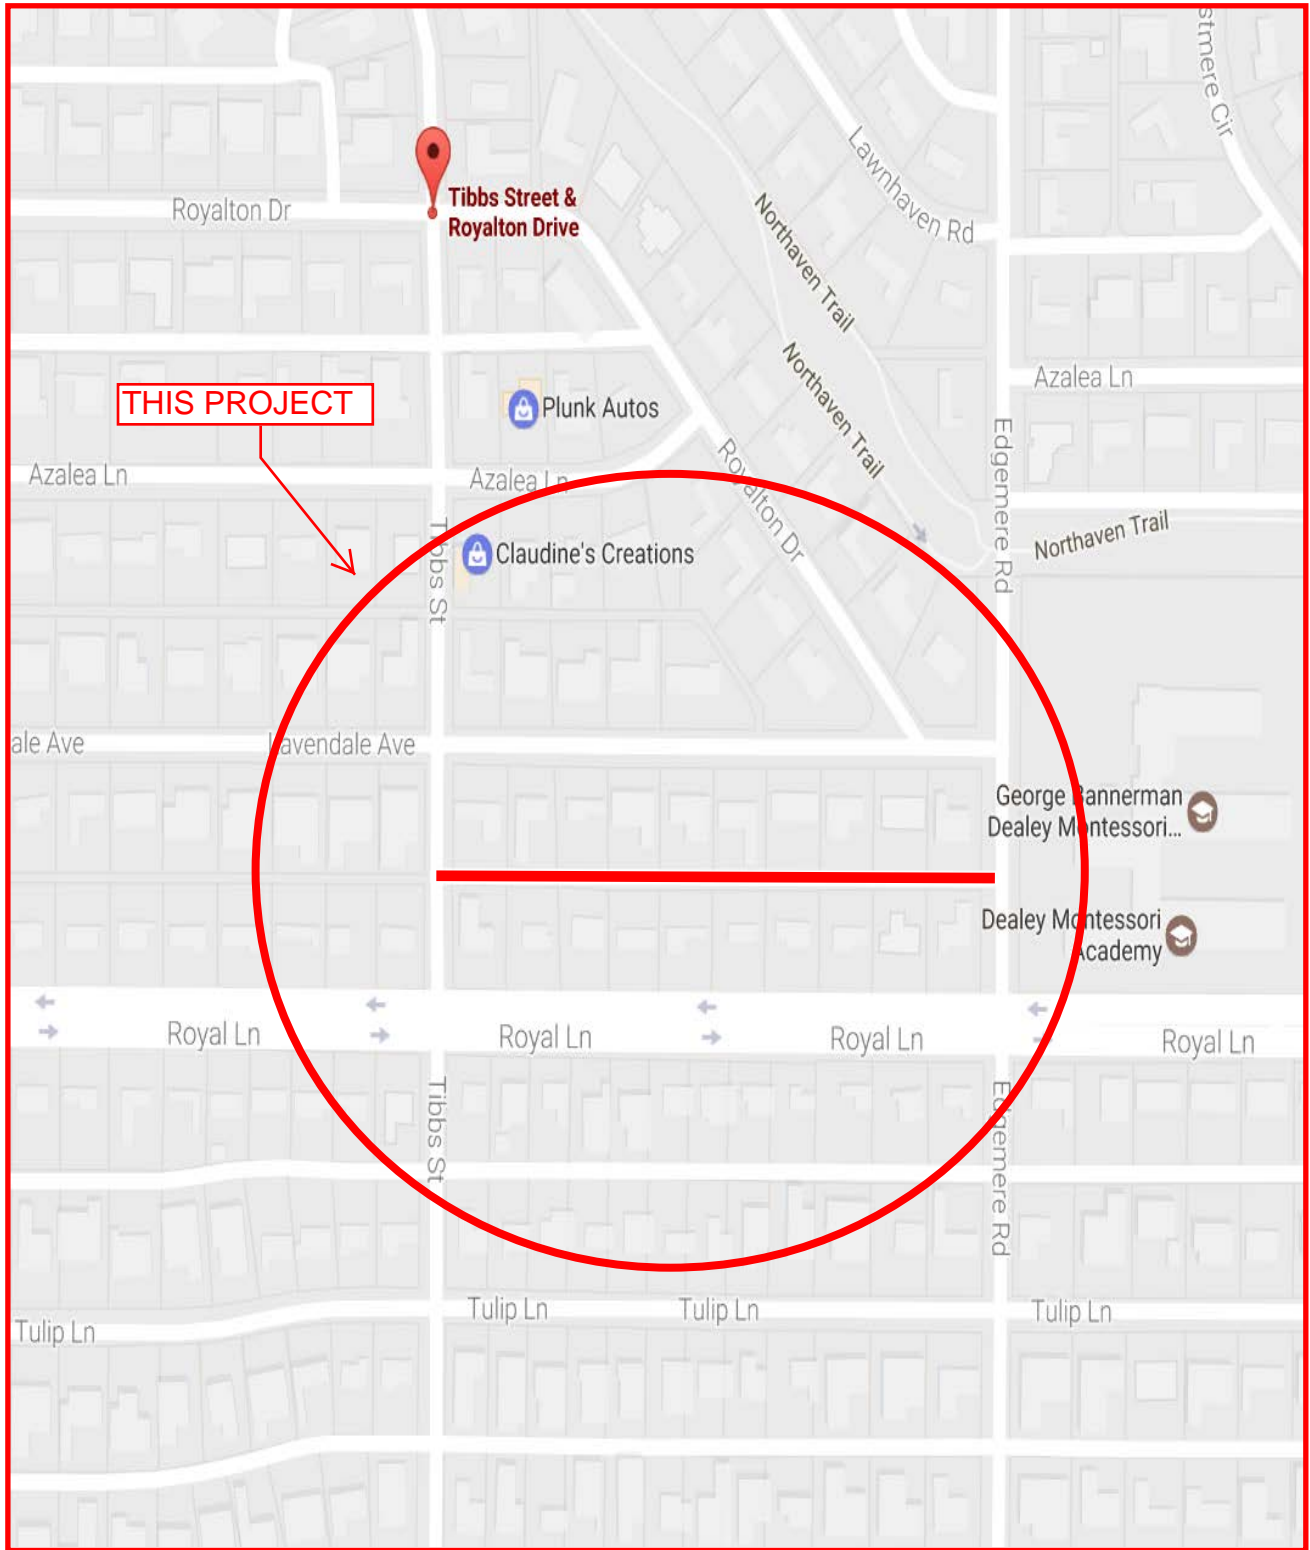 stmere Cir
Lawnhaven Rd
Tibbs Street &
Royalton Drive
Royalton Dr
Northaven Trail
Northaven Trail
Azalea Ln
THIS PROJECT
Plunk Autos
Edgemere Rd
Azalea Ln
Azalea Ln
Royalton Dr
Northaven Trail
Tibbs St
Claudine's Creations
ale Ave
Lavendale Ave
George Bannerman
Dealey Montessori...
Dealey Montessori
Academy
Royal Ln
Royal Ln
Royal Ln
Royal Ln
Tibbs St
Edgemere Rd
Tulip Ln
Tulip Ln
Tulip Ln
Tulip Ln